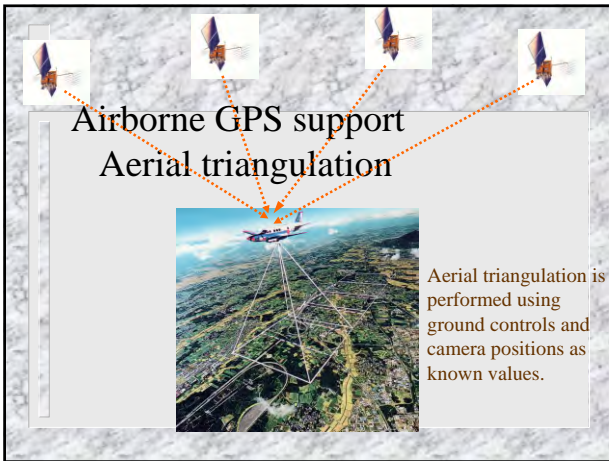 Airborne GPS support
Aerial triangulation
Aerial triangulation is
performed using
ground controls and
camera positions as
known values.